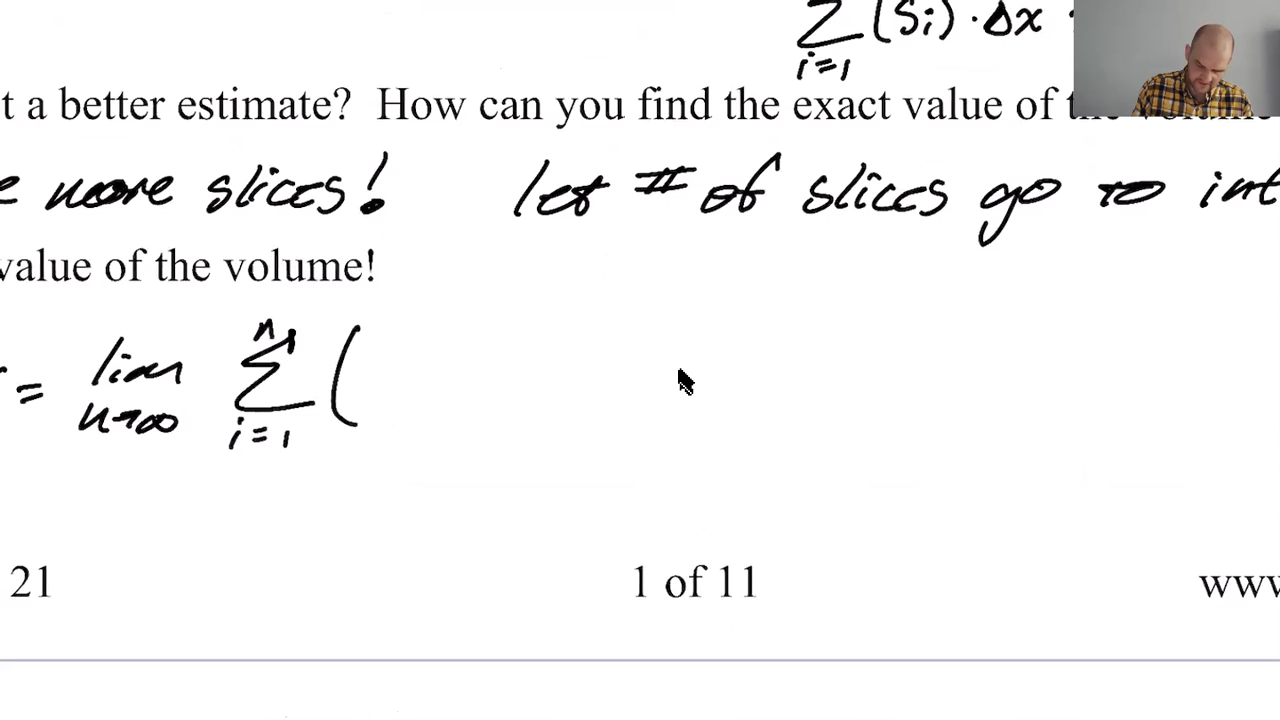 ∑ i=1 (Si) · Δx
t a better estimate? How can you find the exact value of
more slices! let # of slices go to
value of the volume!
= lim n→∞ ∑ n i=1 (
21 1 of 11 www